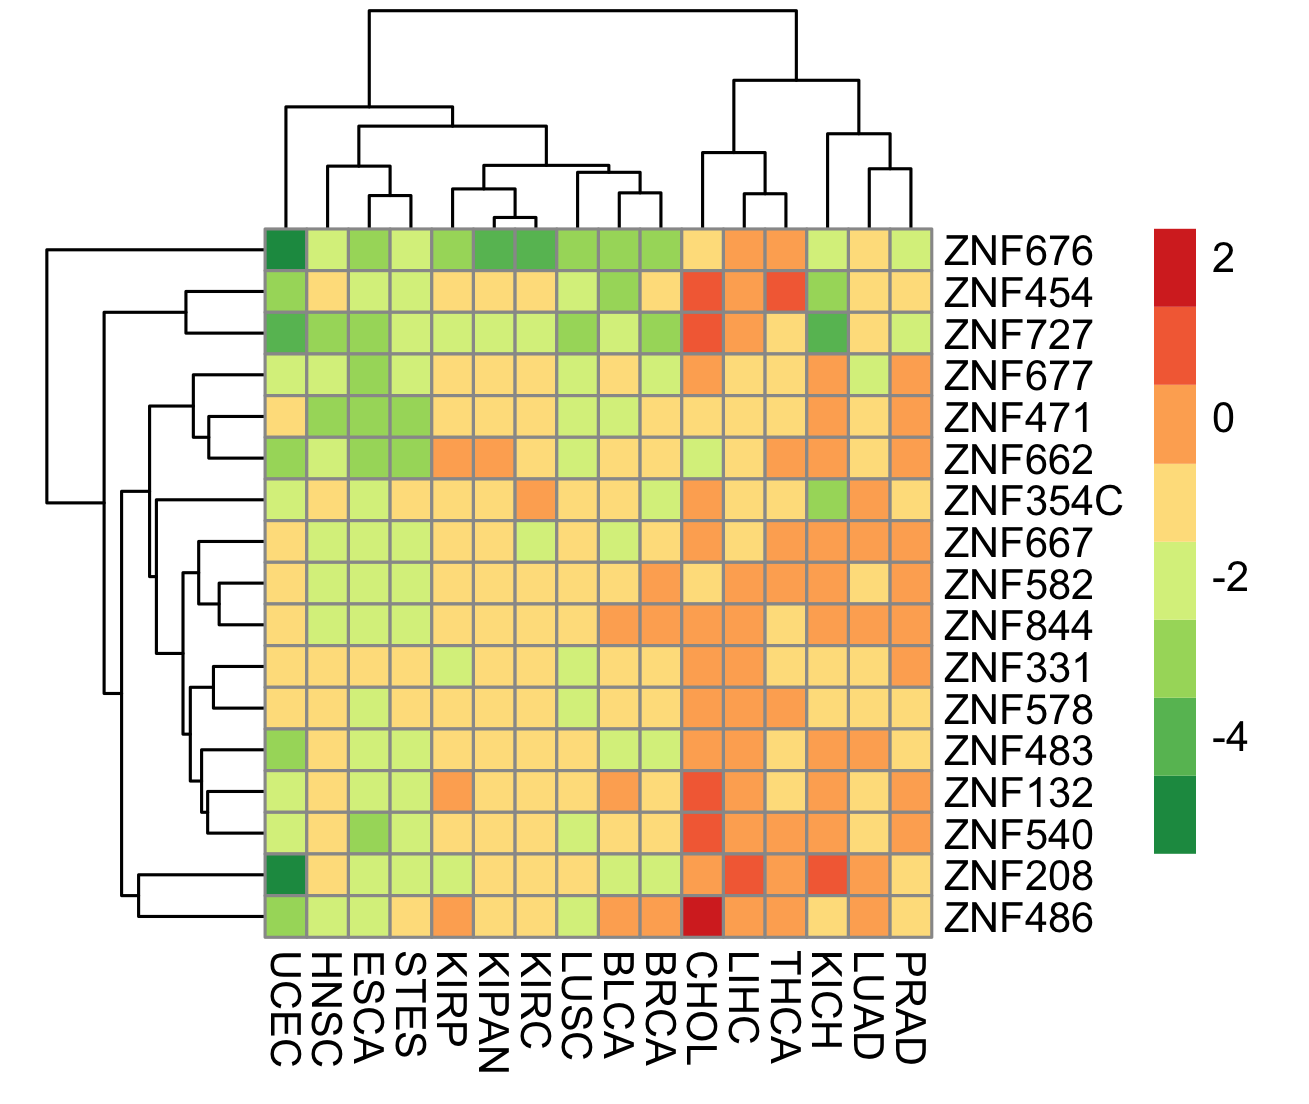 ZNF676
ZNF454
ZNF727
ZNF677
ZNF471
ZNF662
ZNF354C
ZNF667
ZNF582
ZNF844
ZNF331
ZNF578
ZNF483
ZNF132
ZNF540
ZNF208
ZNF486
2
0
-2
-4
UCEC
HNSC
ESCA
STES
KIRP
KIPAN
KIRC
LUSC
BLCA
BRCA
CHOL
LIHC
THCA
KICH
LUAD
PRAD